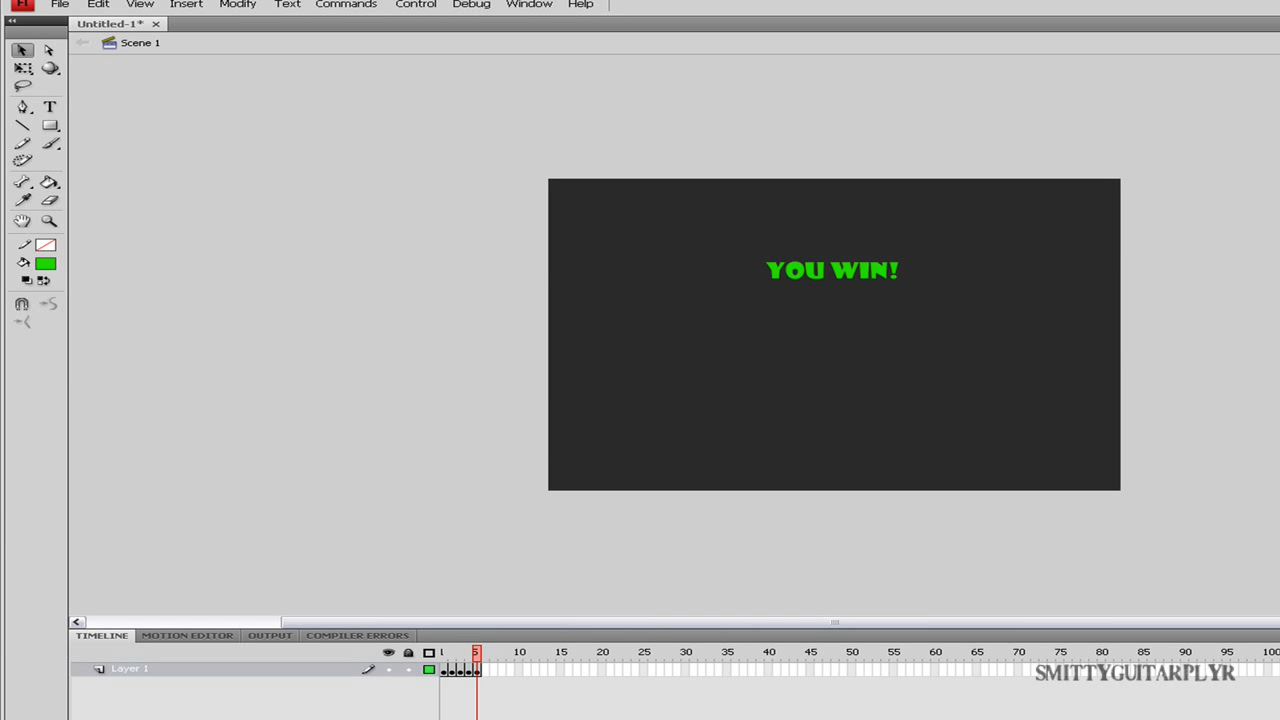 Fl File Edit View Insert Modify Text Commands Control Debug Window Help
Untitled-1* ×
Scene 1
T
YOU WIN!
TIMELINE MOTION EDITOR OUTPUT COMPILER ERRORS
1 5 10 15 20 25 30 35 40 45 50 55 60 65 70 75 80 85 90 95 100
Layer 1
SMITTYGUITARPLYR